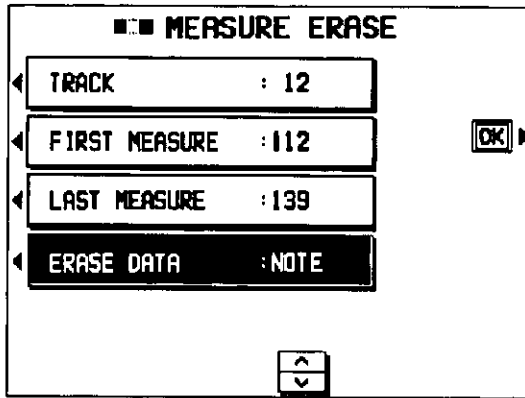 MEASURE ERASE
TRACK : 12
FIRST MEASURE :112
OK
LAST MEASURE :139
ERASE DATA :NOTE